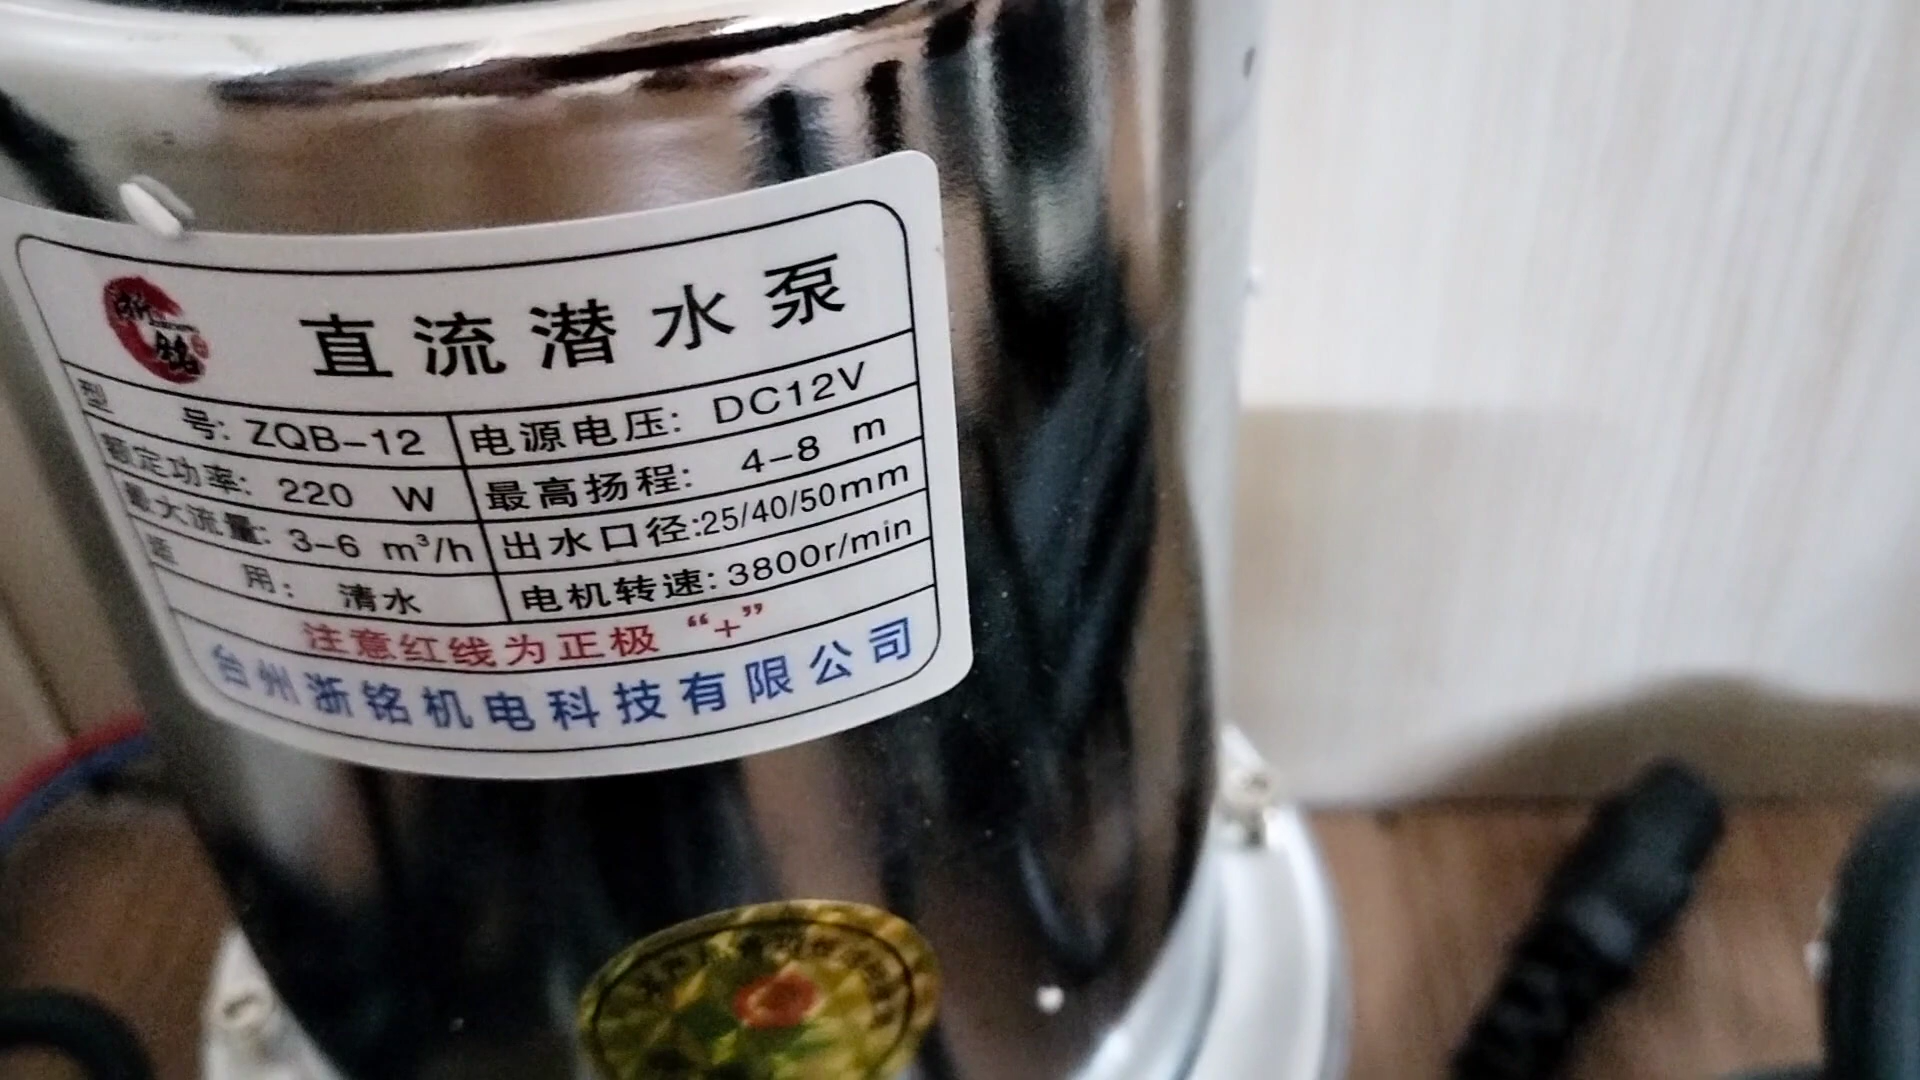 浙铭
直流潜水泵
型号: ZQB-12 电源电压: DC12V
额定功率: 220 W 最高扬程: 4-8 m
最大流量: 3-6 m³/h 出水口径:25/40/50mm
适用: 清水 电机转速: 3800r/min
注意红线为正极 “+”
台州浙铭机电科技有限公司